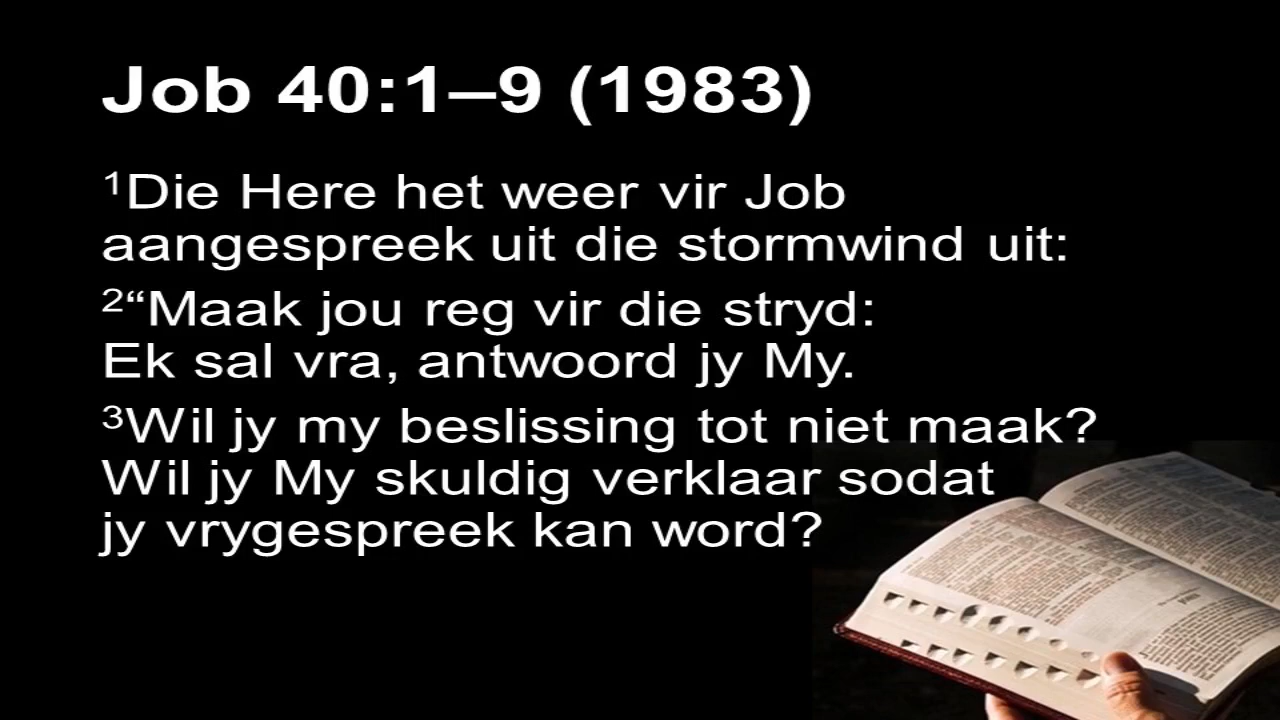 Job 40:1–9 (1983)
¹Die Here het weer vir Job
aangespreek uit die stormwind uit:
²“Maak jou reg vir die stryd:
Ek sal vra, antwoord jy My.
³Wil jy my beslissing tot niet maak?
Wil jy My skuldig verklaar sodat
jy vrygespreek kan word?